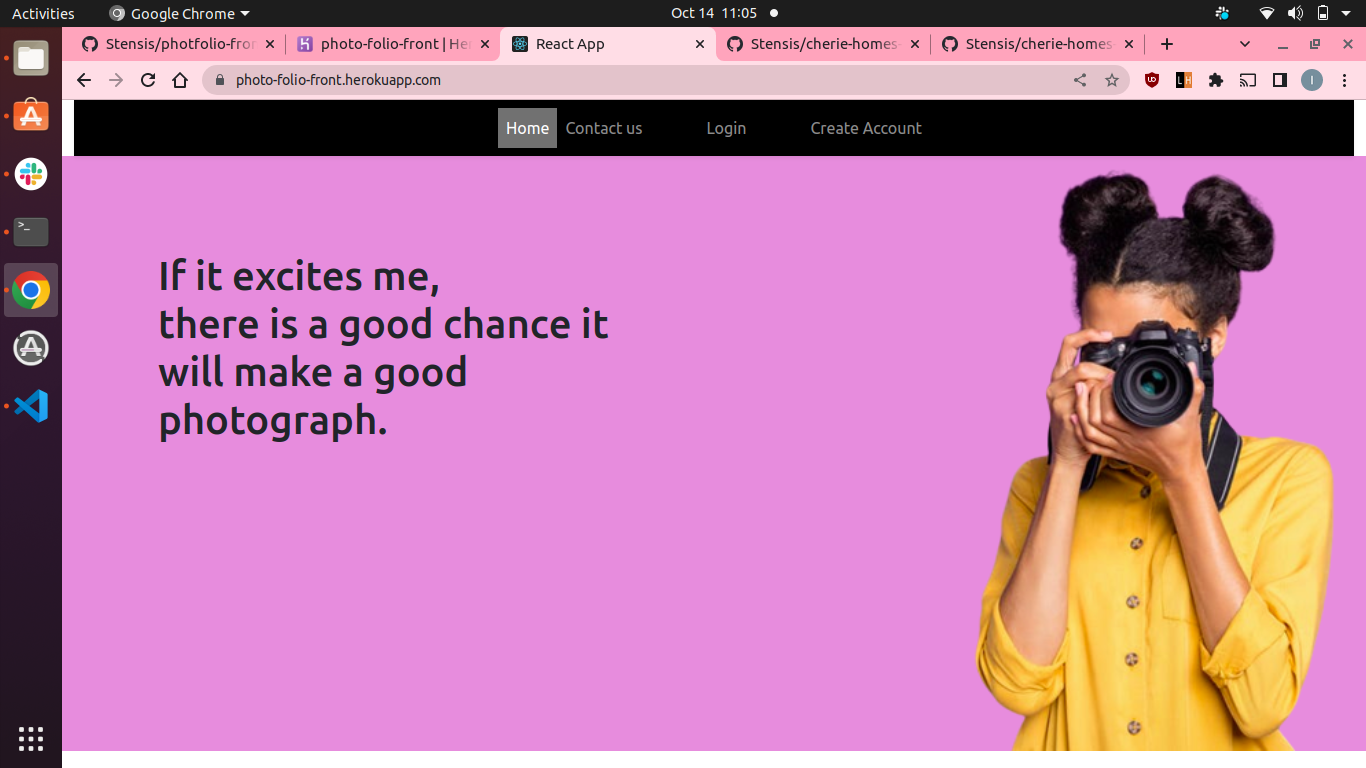 Activities
Google Chrome
Oct 14 11:05
Stensis/photfolio-fron
photo-folio-front | Her
React App
Stensis/cherie-homes-
Stensis/cherie-homes-
photo-folio-front.herokuapp.com
I
Home
Contact us
Login
Create Account
If it excites me,
there is a good chance it
will make a good
photograph.